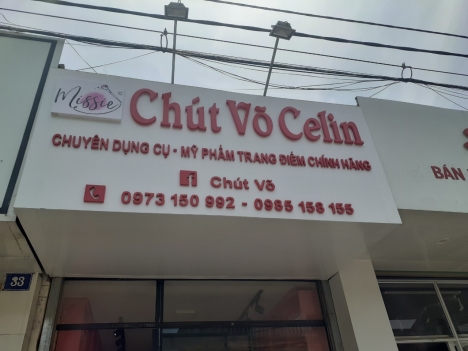 Missie
Chút Võ Celin
CHUYÊN DỤNG CỤ - MỸ PHẨM TRANG ĐIỂM CHÍNH HÃNG
Chút Võ
0973 150 992 - 0985 158 155
BÁN
33